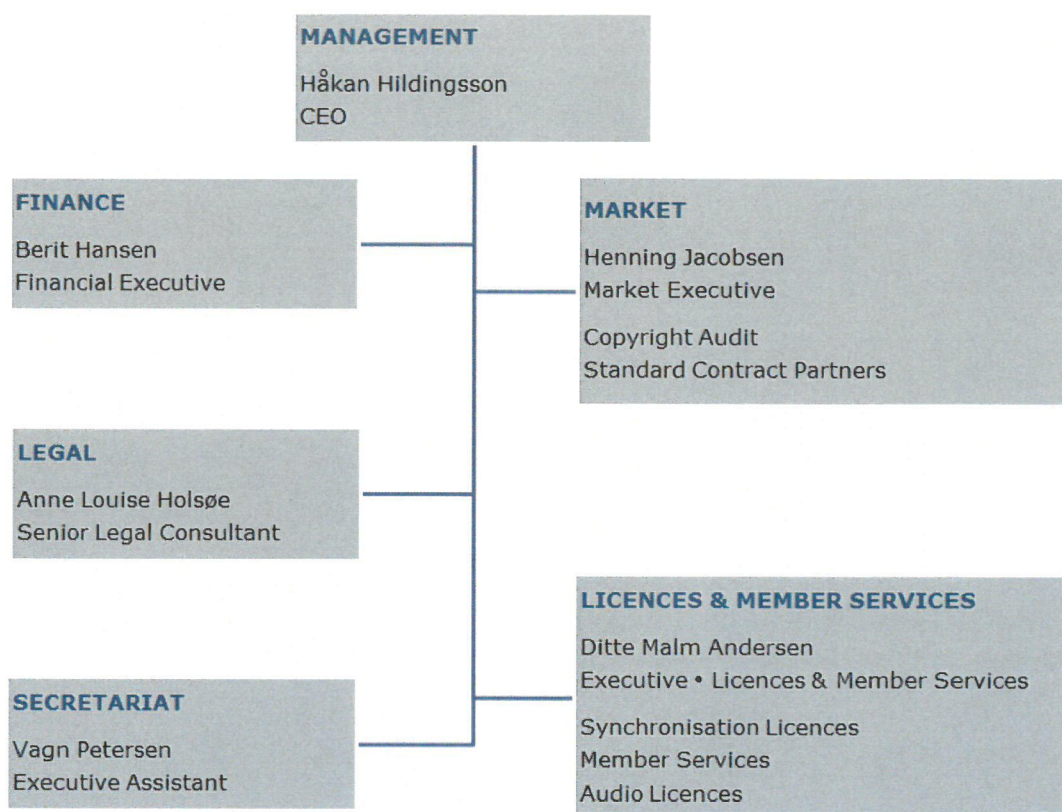 MANAGEMENT
Håkan Hildingsson
CEO
FINANCE
Berit Hansen
Financial Executive
MARKET
Henning Jacobsen
Market Executive
Copyright Audit
Standard Contract Partners
LEGAL
Anne Louise Holsøe
Senior Legal Consultant
LICENCES & MEMBER SERVICES
Ditte Malm Andersen
Executive • Licences & Member Services
Synchronisation Licences
Member Services
Audio Licences
SECRETARIAT
Vagn Petersen
Executive Assistant